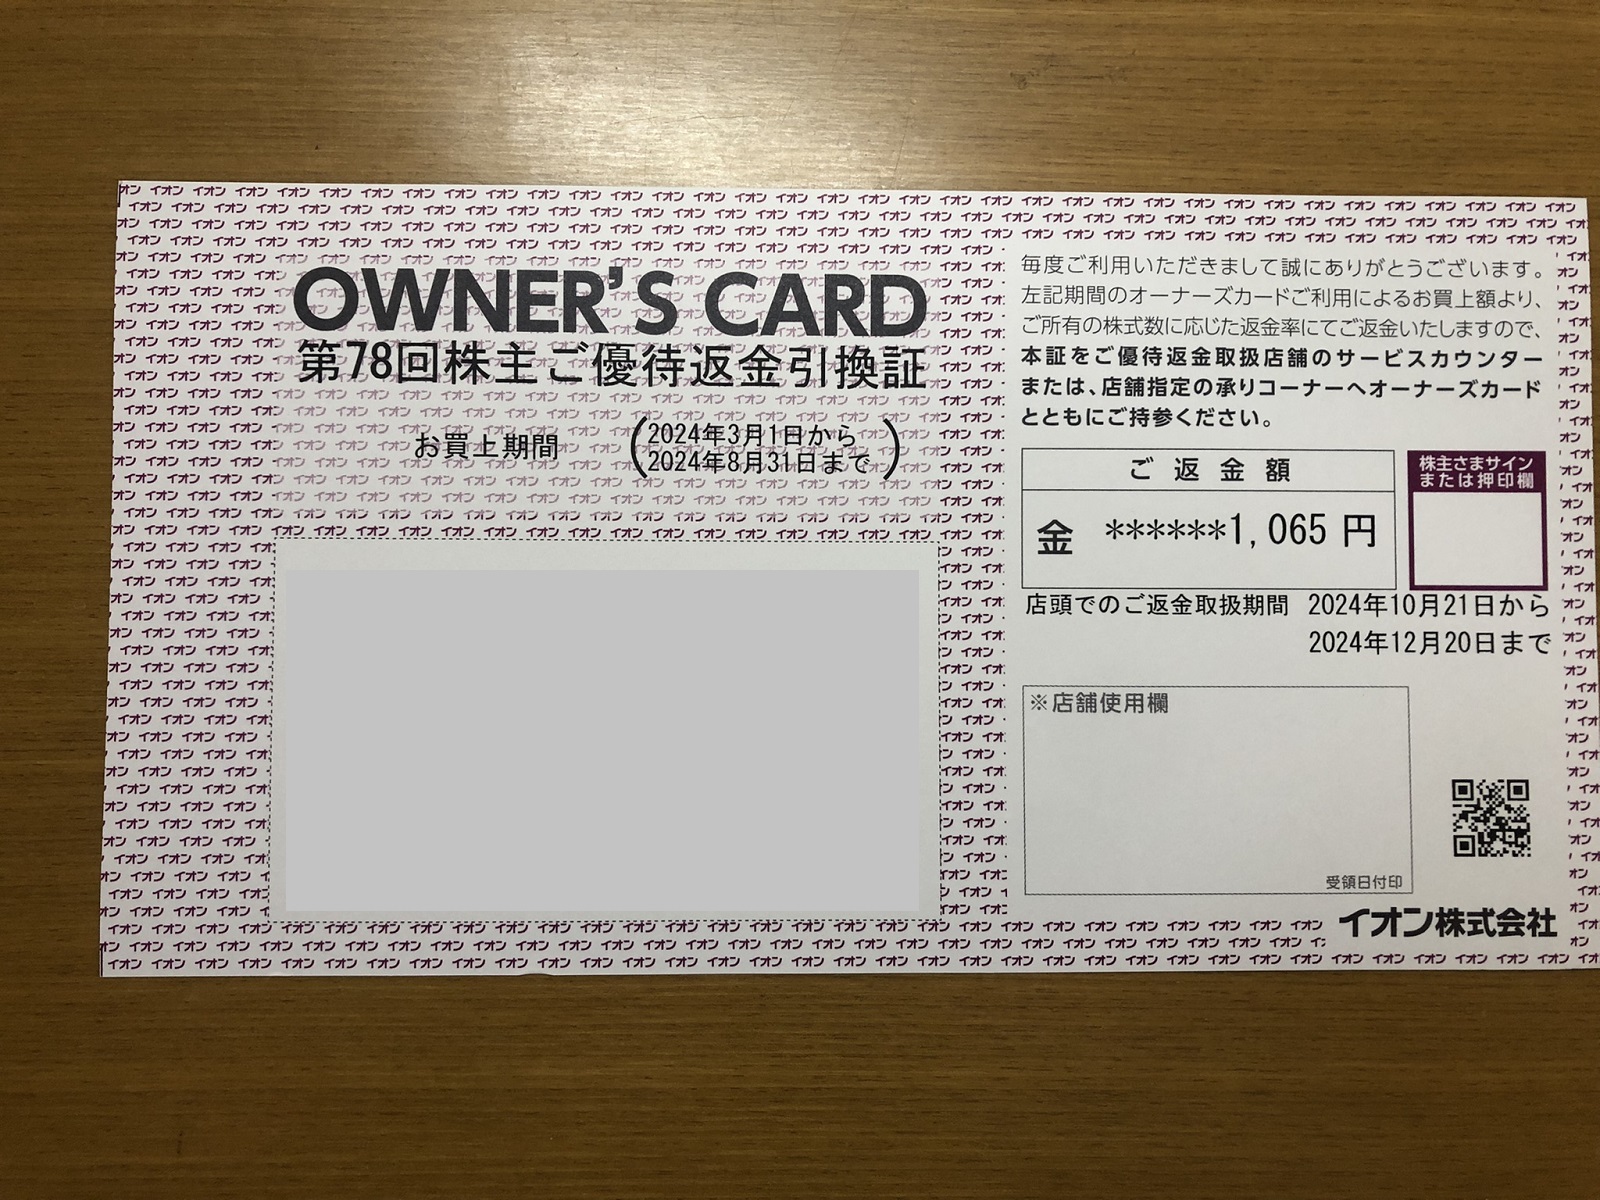 OWNER'S CARD
第78回株主ご優待返金引換証
お買上期間
(2024年3月1日から
2024年8月31日まで)
毎度ご利用いただきまして誠にありがとうございます。
左記期間のオーナーズカードご利用によるお買上額より、
ご所有の株式数に応じた返金率にてご返金いたしますので、
本証をご優待返金取扱店舗のサービスカウンター
または、店舗指定の承りコーナーへオーナーズカード
とともにご持参ください。
ご返金額
金 ******1,065 円
株主さまサイン
または押印欄
店頭でのご返金取扱期間 2024年10月21日から
2024年12月20日まで
※店舗使用欄
受領日付印
イオン株式会社